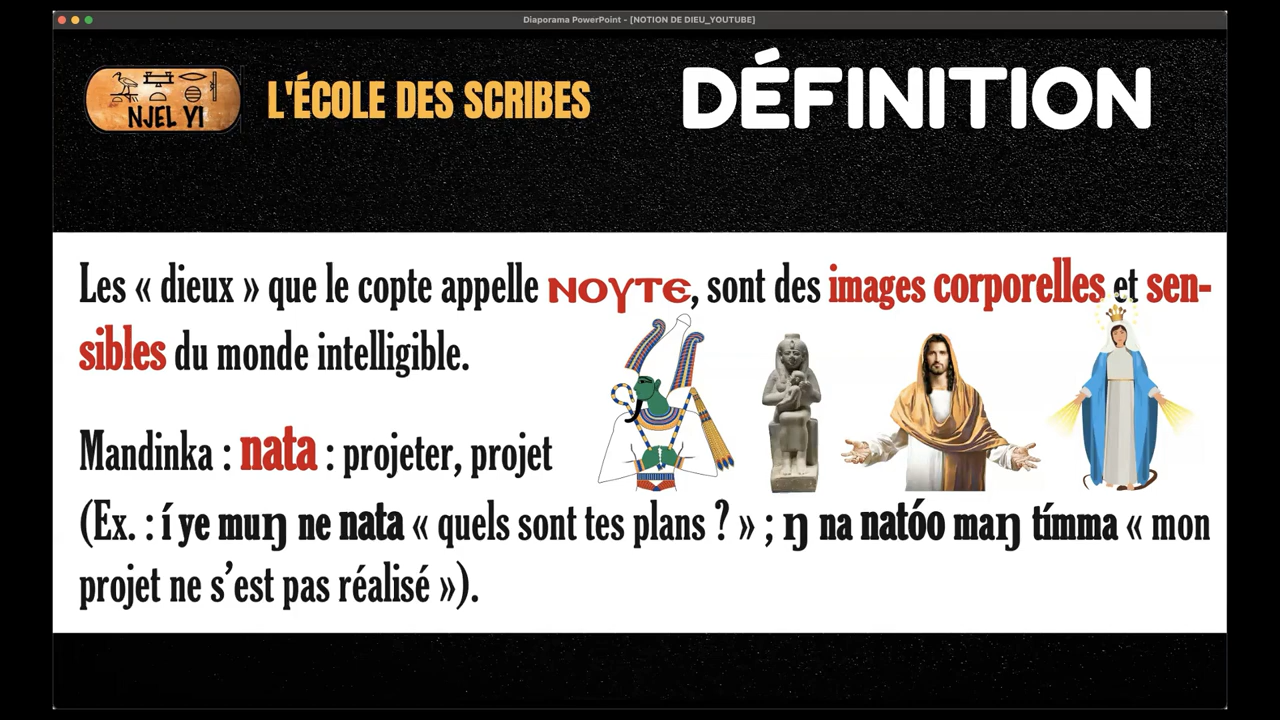 Diaporama PowerPoint - [NOTION DE DIEU_YOUTUBE]
NJEL YI
L'ÉCOLE DES SCRIBES
DÉFINITION
Les « dieux » que le copte appelle ⲛⲟⲩⲧⲉ, sont des images corporelles et sen-
sibles du monde intelligible.
Mandinka : nata : projeter, projet
(Ex. : í ye muŋ ne nata « quels sont tes plans ? » ; ŋ na natóo maŋ tímma « mon
projet ne s’est pas réalisé »).